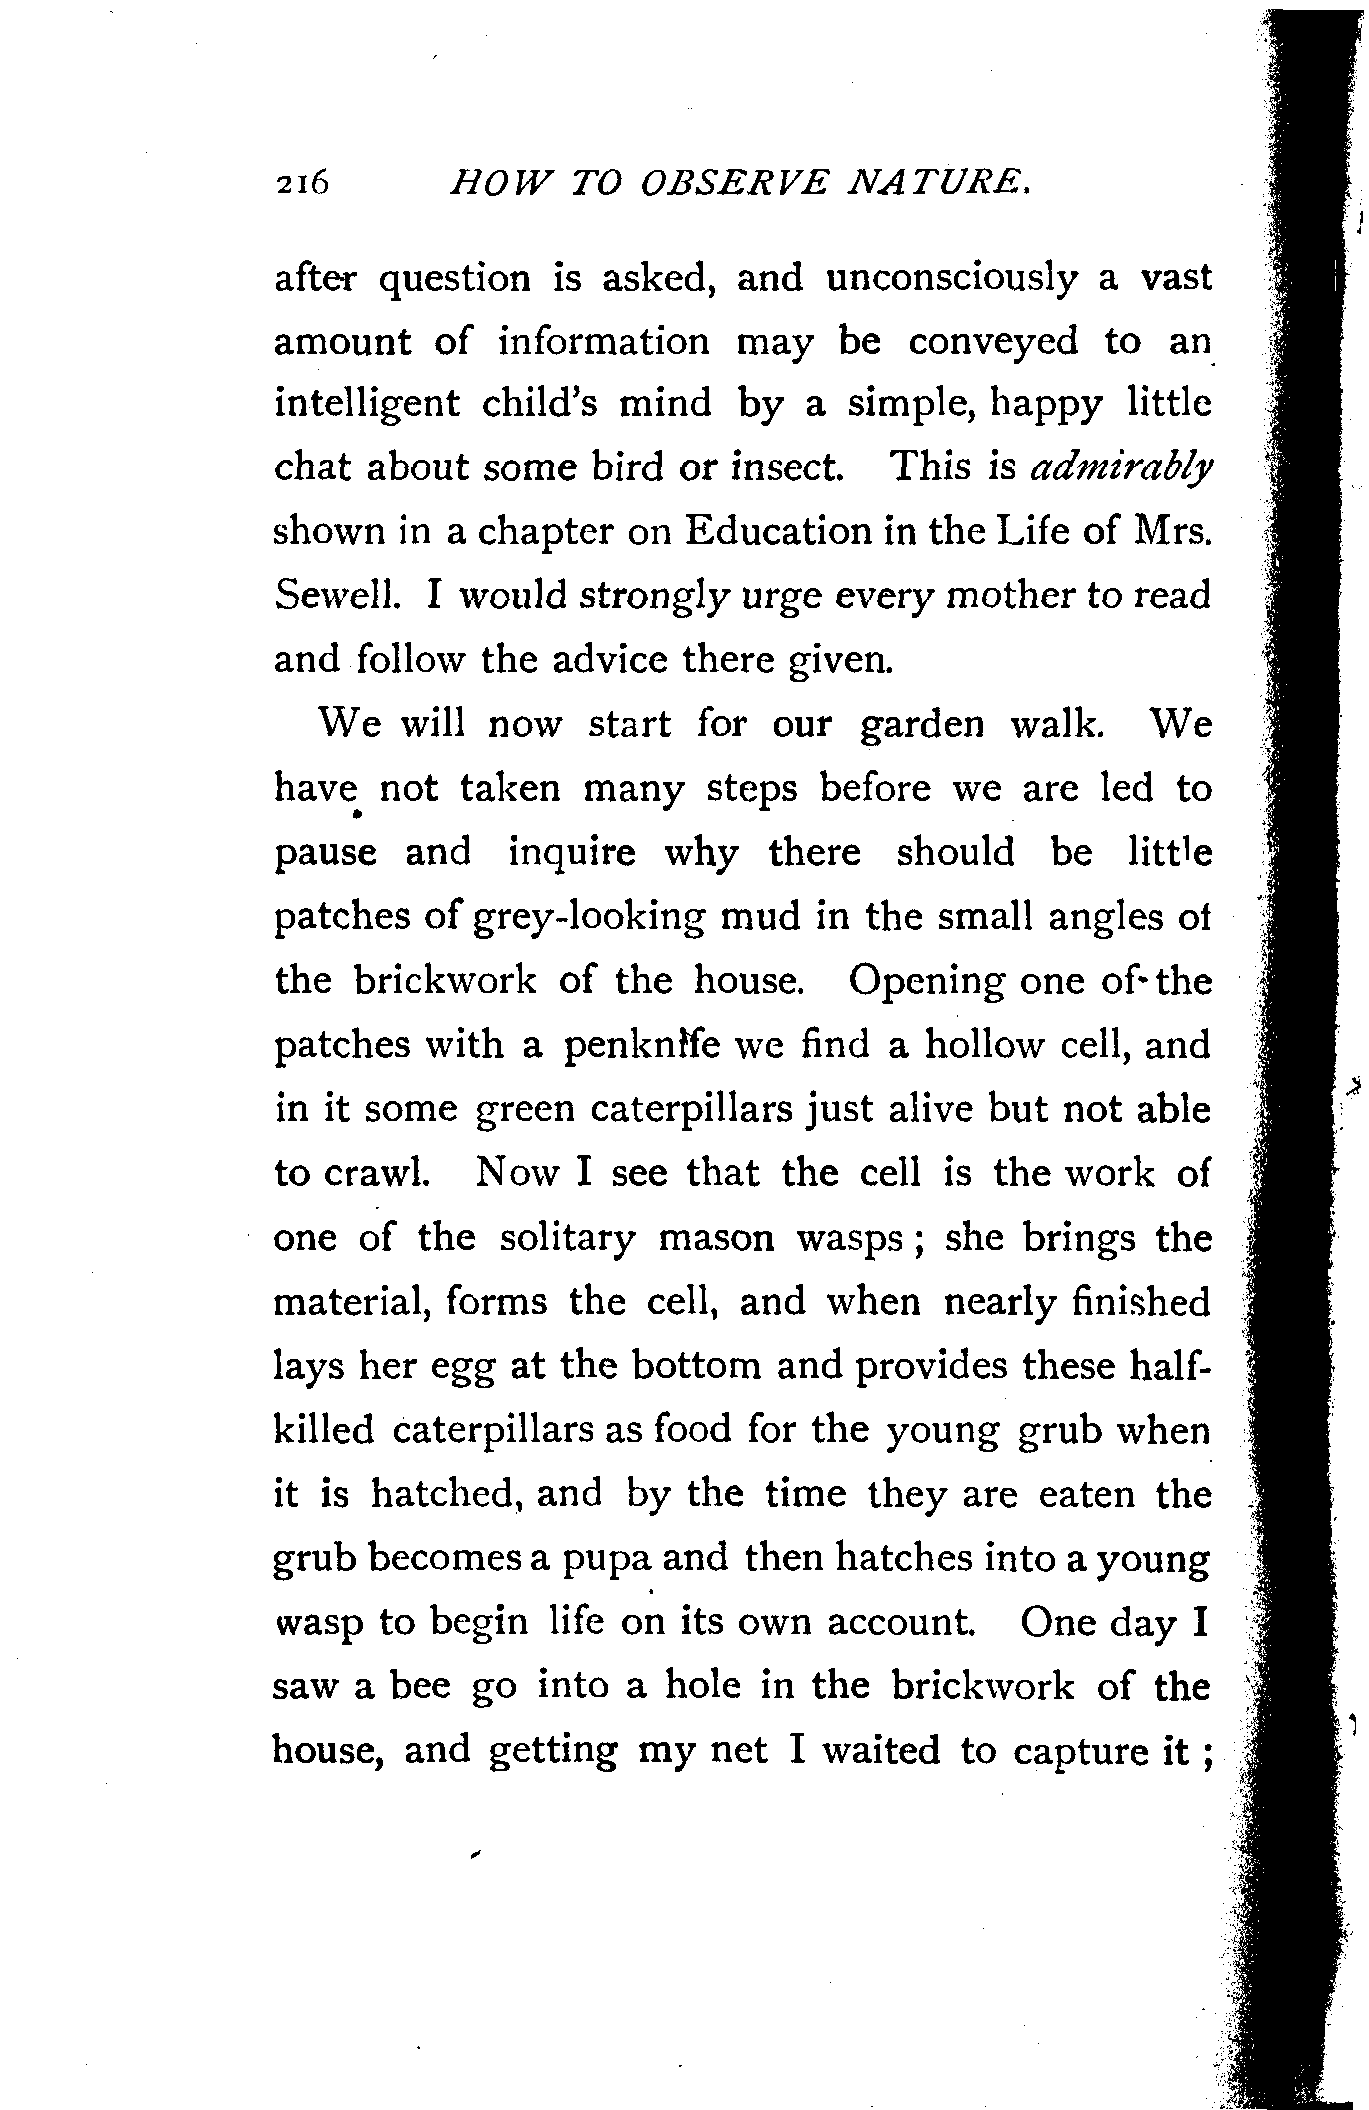 216 HOW TO OBSERVE NATURE.
after question is asked, and unconsciously a vast
amount of information may be conveyed to an
intelligent child's mind by a simple, happy little
chat about some bird or insect. This is admirably
shown in a chapter on Education in the Life of Mrs.
Sewell. I would strongly urge every mother to read
and follow the advice there given.
We will now start for our garden walk. We
have not taken many steps before we are led to
pause and inquire why there should be little
patches of grey-looking mud in the small angles of
the brickwork of the house. Opening one of the
patches with a penknife we find a hollow cell, and
in it some green caterpillars just alive but not able
to crawl. Now I see that the cell is the work of
one of the solitary mason wasps ; she brings the
material, forms the cell, and when nearly finished
lays her egg at the bottom and provides these half-
killed caterpillars as food for the young grub when
it is hatched, and by the time they are eaten the
grub becomes a pupa and then hatches into a young
wasp to begin life on its own account. One day I
saw a bee go into a hole in the brickwork of the
house, and getting my net I waited to capture it ;